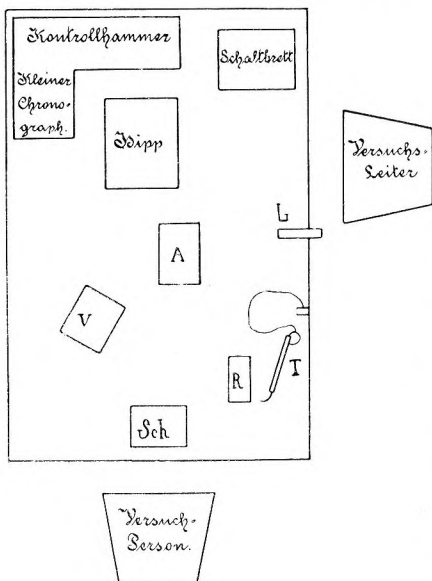 Kontrollhammer
Schaltbrett
Kleiner
Chrono-
graph.
Hipp
Versuchs-
Leiter
L
A
V
T
R
Sch
Versuch-
Person.